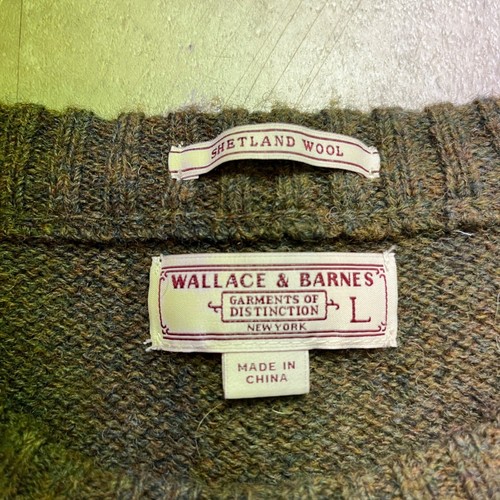 SHETLAND WOOL
WALLACE & BARNES
GARMENTS OF
DISTINCTION
L
NEW YORK
MADE IN
CHINA